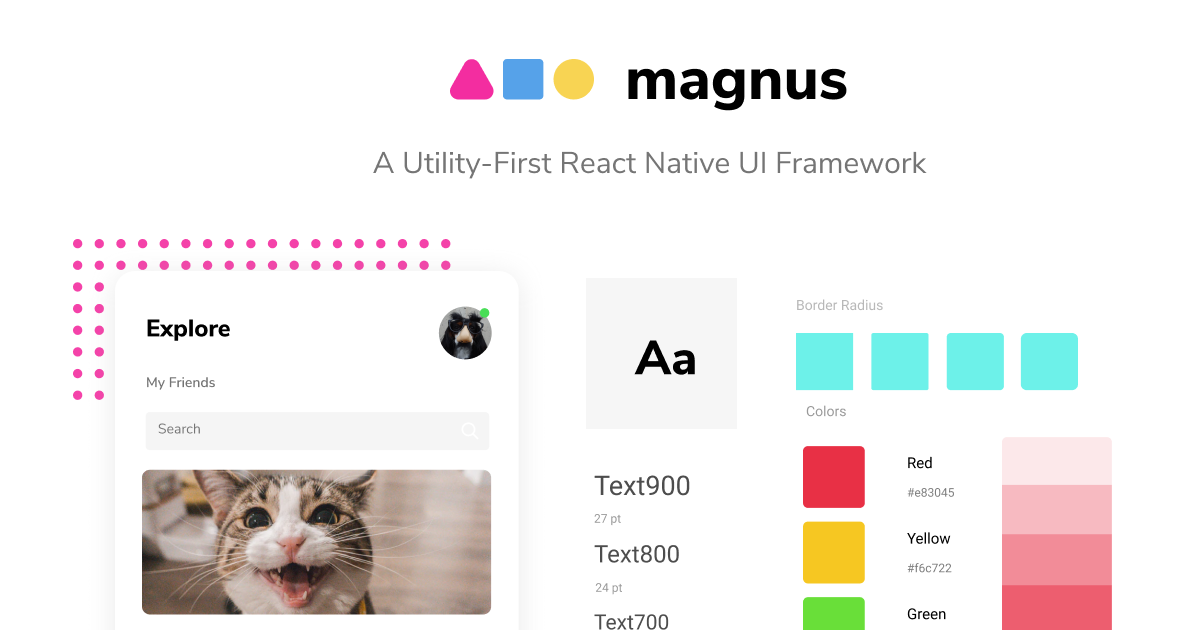 magnus
A Utility-First React Native UI Framework
Explore
My Friends
Search
Aa
Text900
27 pt
Text800
24 pt
Text700
Border Radius
Colors
Red
#e83045
Yellow
#f6c722
Green